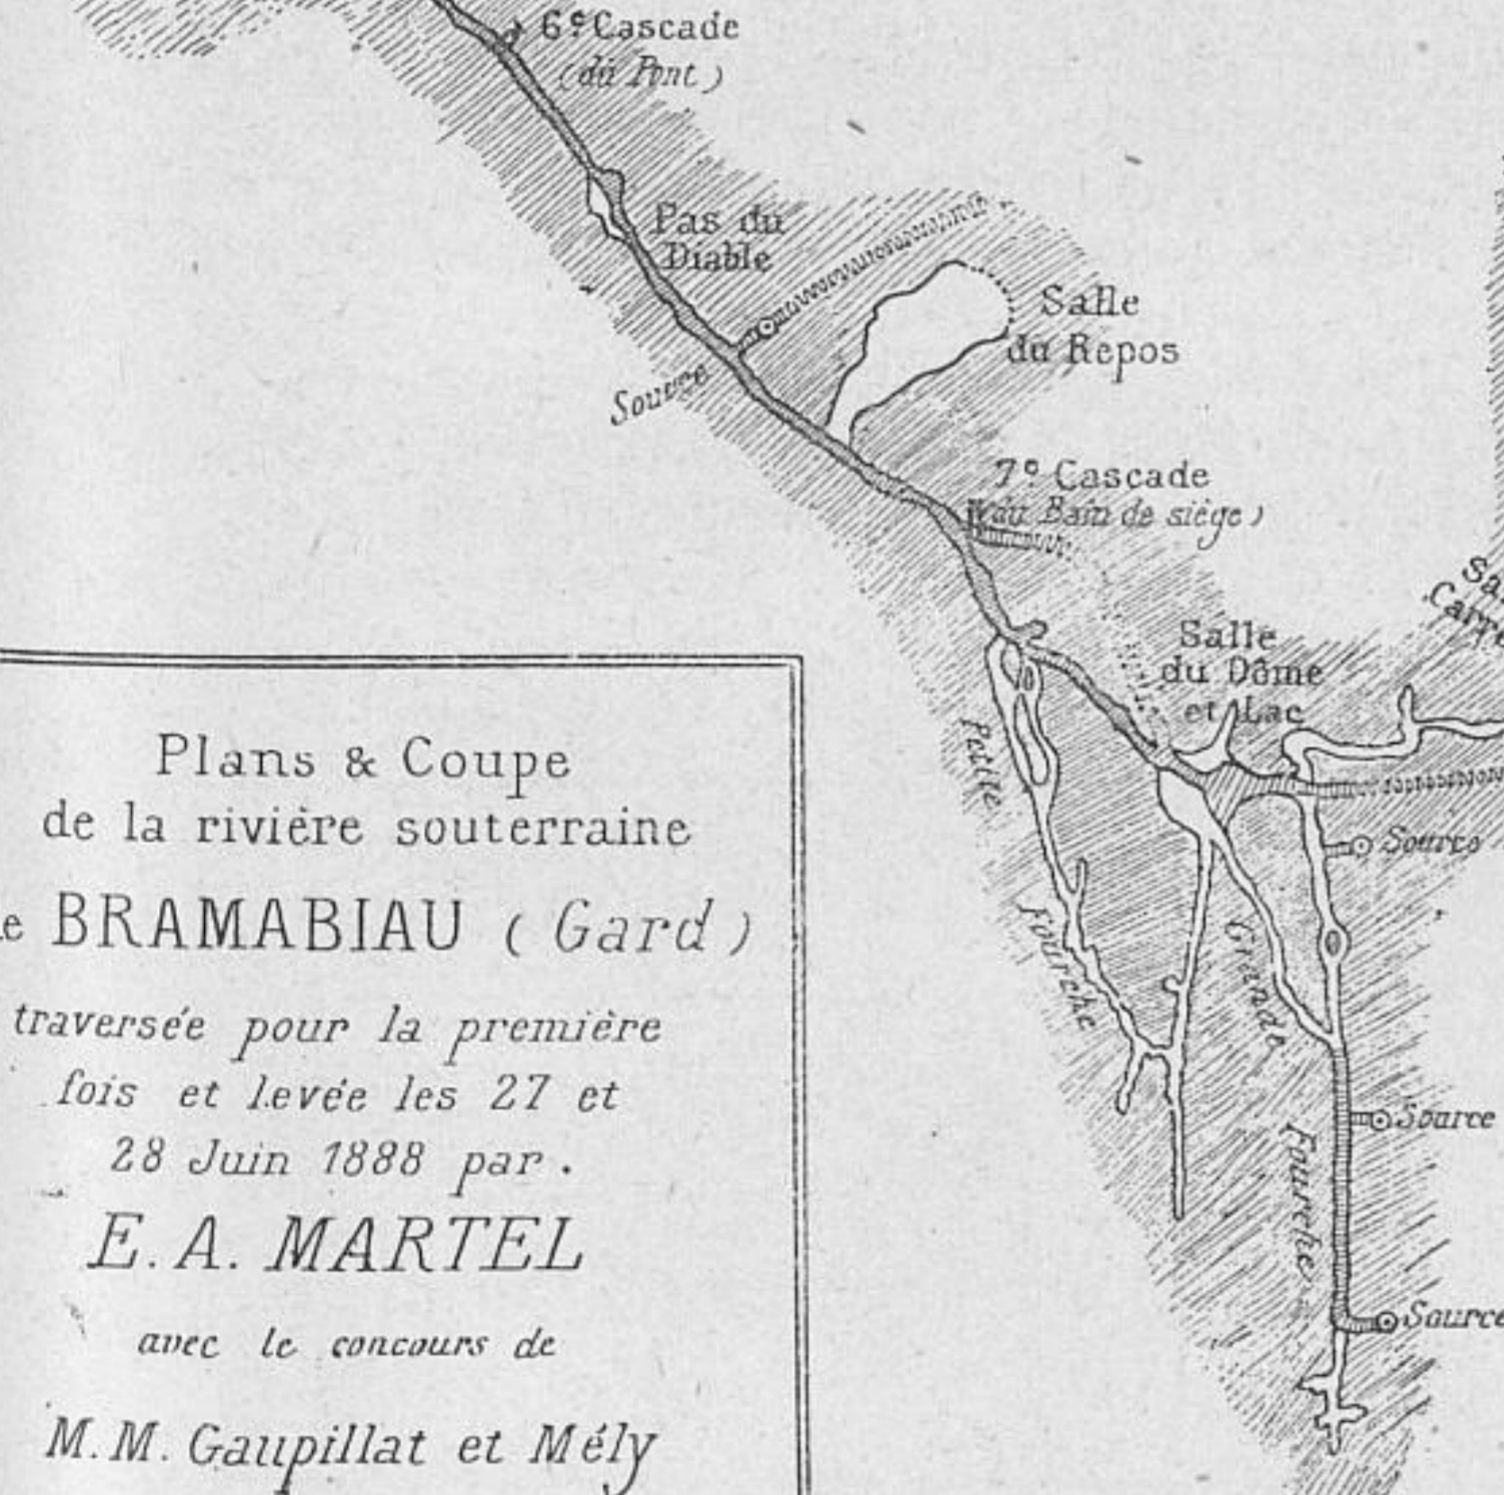 6e Cascade
(du Pont)
Pas du
Diable
Salle
du Repos
Source
7e Cascade
(du Bain de siège)
Salle
du Dôme
et Lac
Petite
Fourche
Source
Grande
Fourche
Source
Source
Plans & Coupe
de la rivière souterraine
BRAMABIAU (Gard)
traversée pour la première
fois et levée les 27 et
28 Juin 1888 par.
E. A. MARTEL
avec le concours de
M. M. Gaupillat et Mély